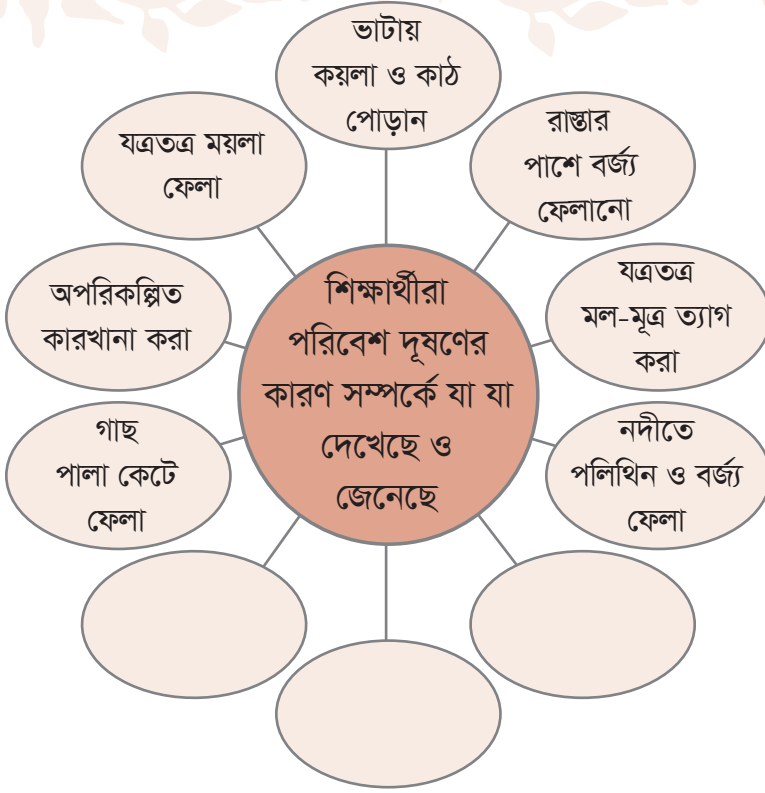 ভাটায়
কয়লা ও কাঠ
পোড়ান
রাস্তার
পাশে বর্জ্য
ফেলানো
যত্রতত্র
মল-মূত্র ত্যাগ
করা
নদীতে
পলিথিন ও বর্জ্য
ফেলা
গাছ
পালা কেটে
ফেলা
অপরিকল্পিত
কারখানা করা
যত্রতত্র ময়লা
ফেলা
শিক্ষার্থীরা
পরিবেশ দূষণের
কারণ সম্পর্কে যা যা
দেখেছে ও
জেনেছে